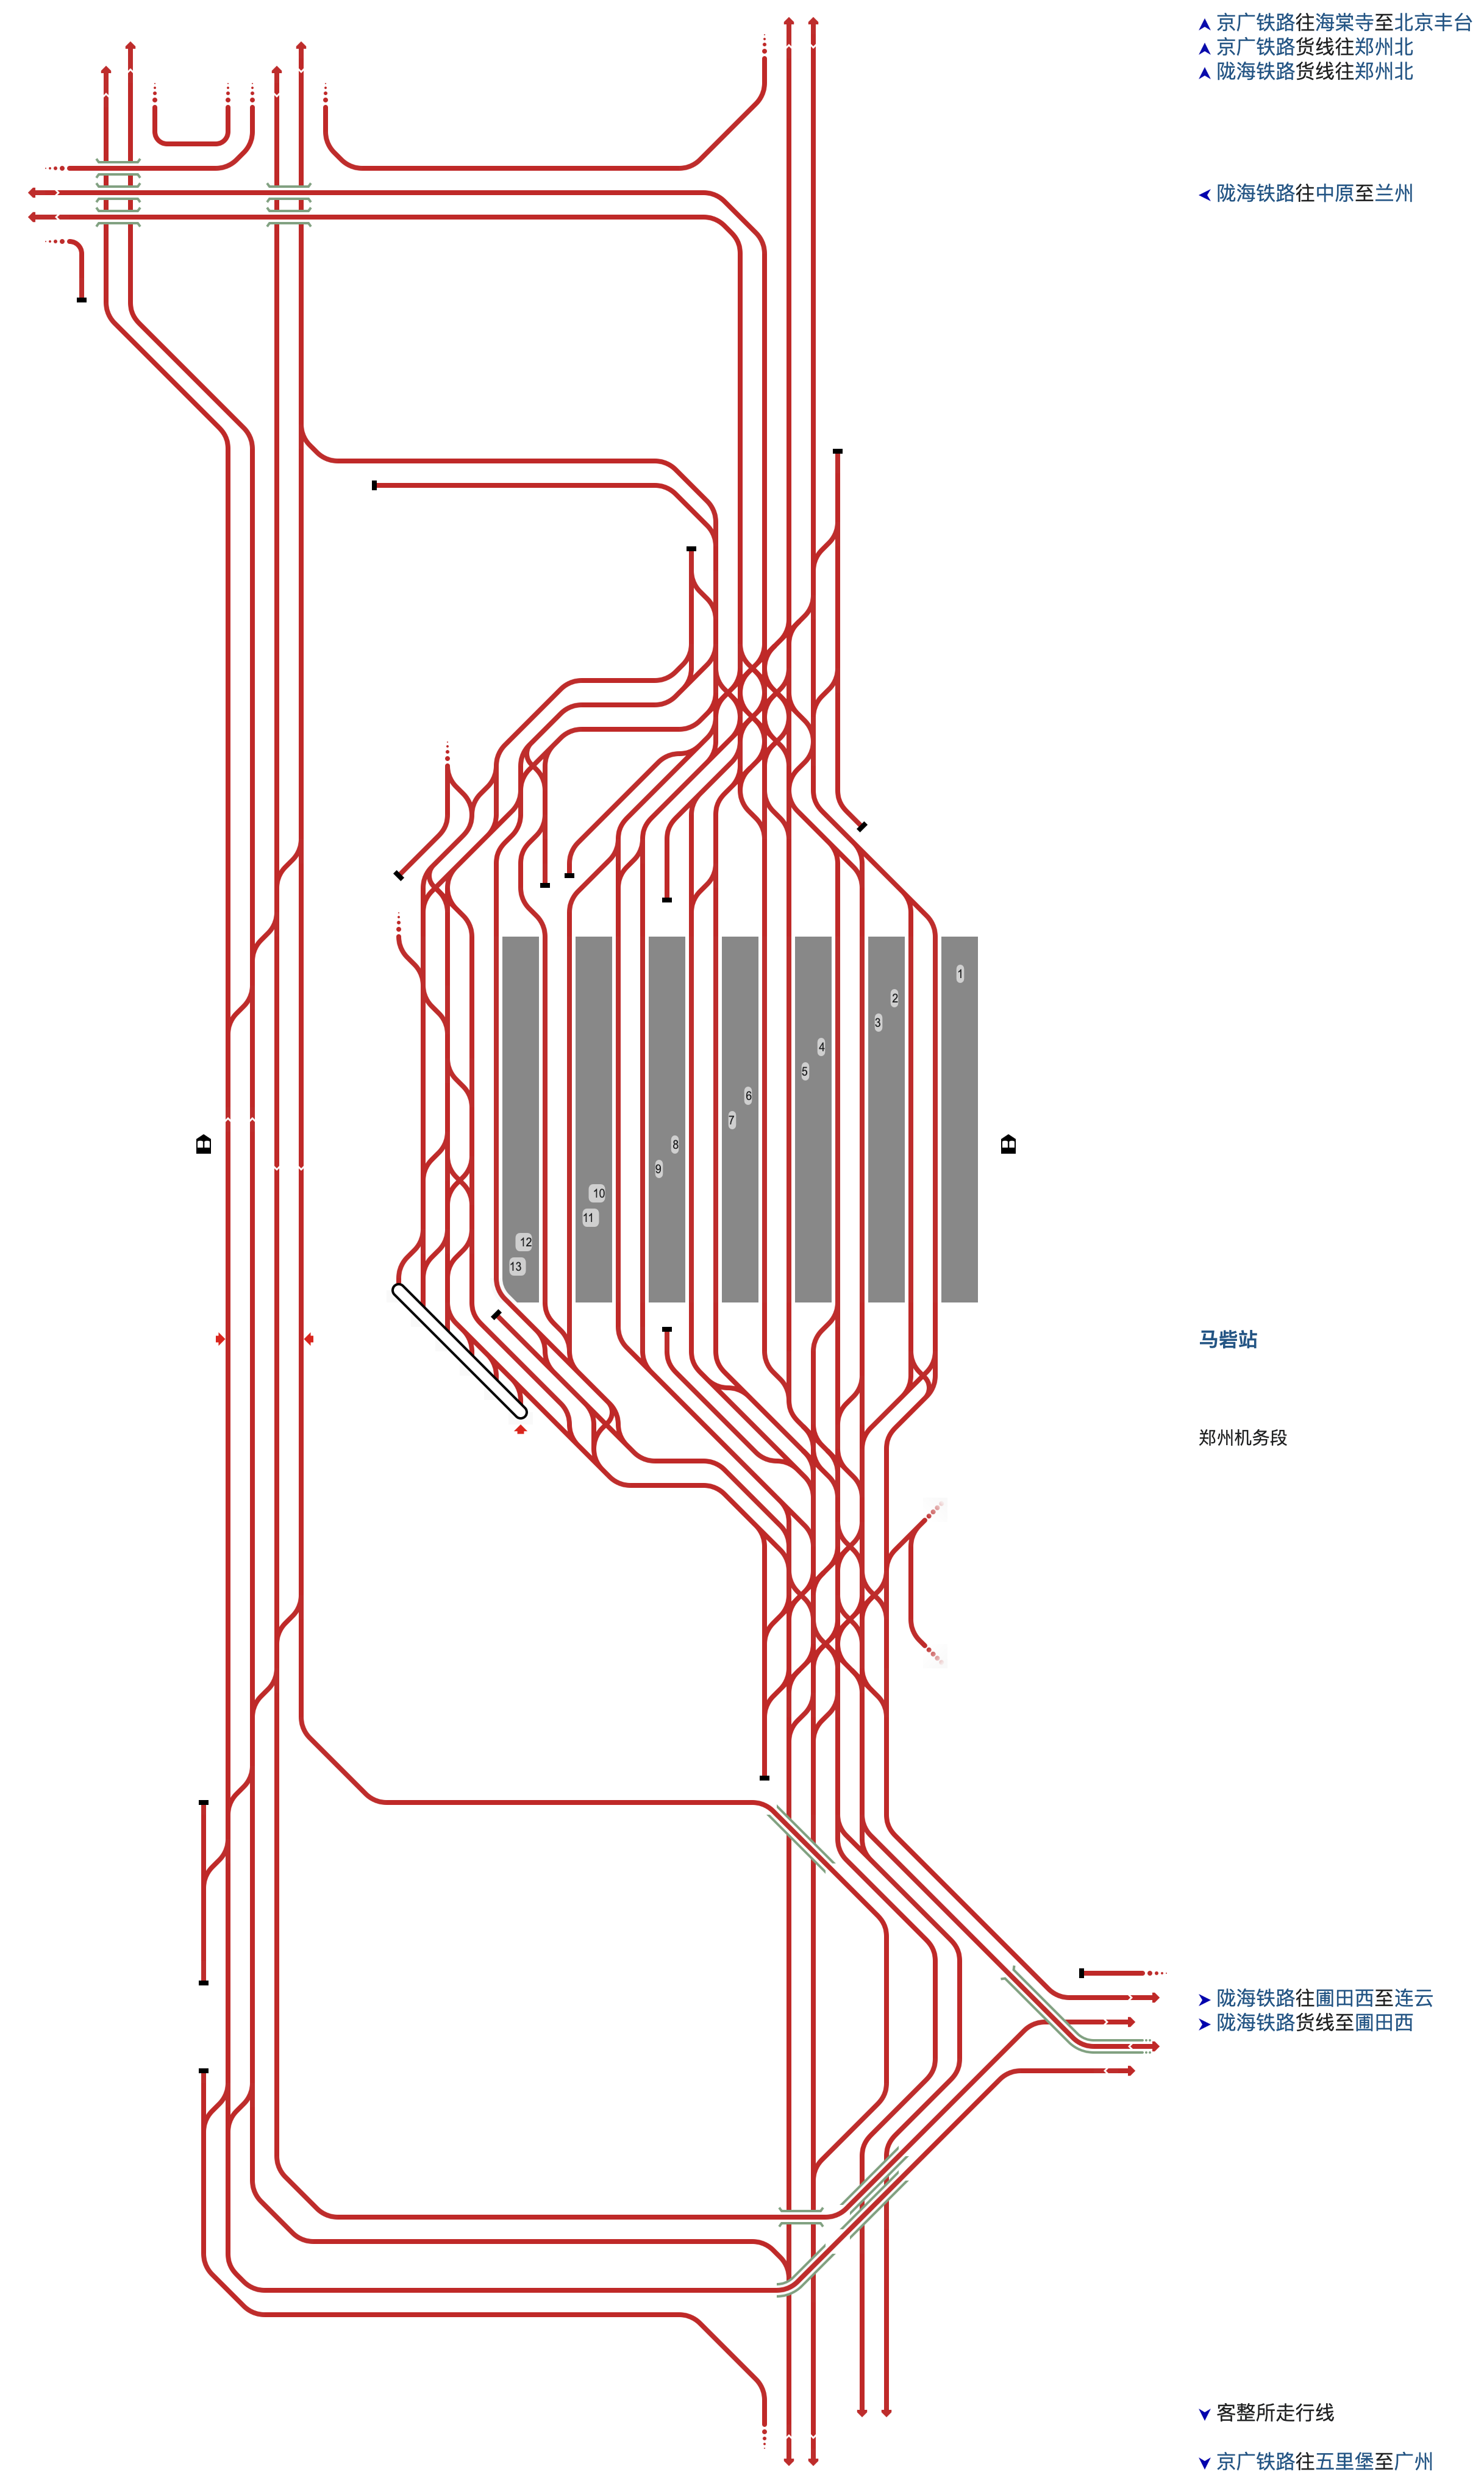 京广铁路往海棠寺至北京丰台
京广铁路货线往郑州北
陇海铁路货线往郑州北
陇海铁路往中原至兰州
1
2
3
4
5
6
7
8
9
10
11
12
13
马砦站
郑州机务段
陇海铁路往圃田西至连云
陇海铁路货线至圃田西
客整所走行线
京广铁路往五里堡至广州